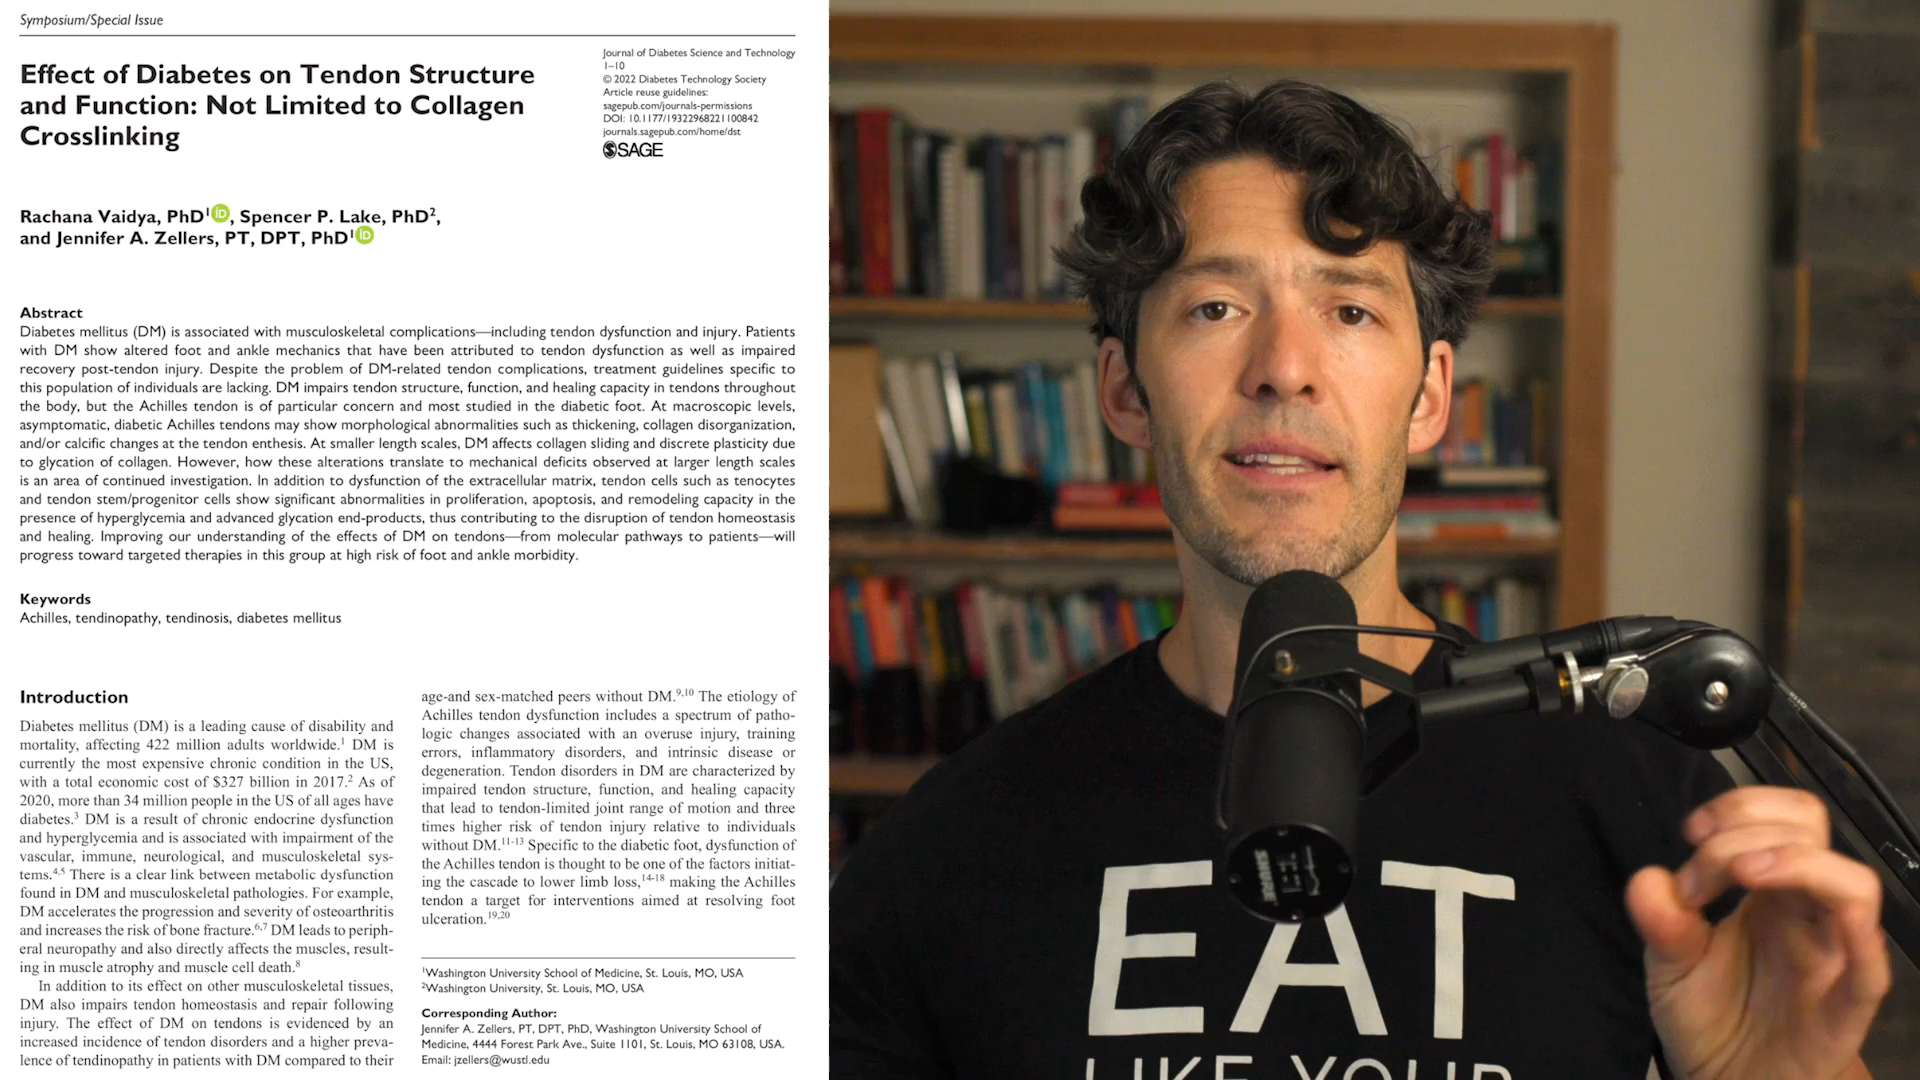 Symposium/Special Issue
Effect of Diabetes on Tendon Structure
and Function: Not Limited to Collagen
Crosslinking
Journal of Diabetes Science and Technology
1–10
© 2022 Diabetes Technology Society
Article reuse guidelines:
sagepub.com/journals-permissions
DOI: 10.1177/19322968221100842
journals.sagepub.com/home/dst
SAGE
Rachana Vaidya, PhD1 iD, Spencer P. Lake, PhD2,
and Jennifer A. Zellers, PT, DPT, PhD1 iD
Abstract
Diabetes mellitus (DM) is associated with musculoskeletal complications—including tendon dysfunction and injury. Patients
with DM show altered foot and ankle mechanics that have been attributed to tendon dysfunction as well as impaired
recovery post-tendon injury. Despite the problem of DM-related tendon complications, treatment guidelines specific to
this population of individuals are lacking. DM impairs tendon structure, function, and healing capacity in tendons throughout
the body, but the Achilles tendon is of particular concern and most studied in the diabetic foot. At macroscopic levels,
asymptomatic, diabetic Achilles tendons may show morphological abnormalities such as thickening, collagen disorganization,
and/or calcific changes at the tendon enthesis. At smaller length scales, DM affects collagen sliding and discrete plasticity due
to glycation of collagen. However, how these alterations translate to mechanical deficits observed at larger length scales
is an area of continued investigation. In addition to dysfunction of the extracellular matrix, tendon cells such as tenocytes
and tendon stem/progenitor cells show significant abnormalities in proliferation, apoptosis, and remodeling capacity in the
presence of hyperglycemia and advanced glycation end-products, thus contributing to the disruption of tendon homeostasis
and healing. Improving our understanding of the effects of DM on tendons—from molecular pathways to patients—will
progress toward targeted therapies in this group at high risk of foot and ankle morbidity.
Keywords
Achilles, tendinopathy, tendinosis, diabetes mellitus
Introduction
Diabetes mellitus (DM) is a leading cause of disability and
mortality, affecting 422 million adults worldwide.1 DM is
currently the most expensive chronic condition in the US,
with a total economic cost of $327 billion in 2017.2 As of
2020, more than 34 million people in the US of all ages have
diabetes.3 DM is a result of chronic endocrine dysfunction
and hyperglycemia and is associated with impairment of the
vascular, immune, neurological, and musculoskeletal sys-
tems.4,5 There is a clear link between metabolic dysfunction
found in DM and musculoskeletal pathologies. For example,
DM accelerates the progression and severity of osteoarthritis
and increases the risk of bone fracture.6,7 DM leads to periph-
eral neuropathy and also directly affects the muscles, result-
ing in muscle atrophy and muscle cell death.8
In addition to its effect on other musculoskeletal tissues,
DM also impairs tendon homeostasis and repair following
injury. The effect of DM on tendons is evidenced by an
increased incidence of tendon disorders and a higher preva-
lence of tendinopathy in patients with DM compared to their
age-and sex-matched peers without DM.9,10 The etiology of
Achilles tendon dysfunction includes a spectrum of patho-
logic changes associated with an overuse injury, training
errors, inflammatory disorders, and intrinsic disease or
degeneration. Tendon disorders in DM are characterized by
impaired tendon structure, function, and healing capacity
that lead to tendon-limited joint range of motion and three
times higher risk of tendon injury relative to individuals
without DM.11-13 Specific to the diabetic foot, dysfunction of
the Achilles tendon is thought to be one of the factors initiat-
ing the cascade to lower limb loss,14-18 making the Achilles
tendon a target for interventions aimed at resolving foot
ulceration.19,20
1Washington University School of Medicine, St. Louis, MO, USA
2Washington University, St. Louis, MO, USA
Corresponding Author:
Jennifer A. Zellers, PT, DPT, PhD, Washington University School of
Medicine, 4444 Forest Park Ave., Suite 1101, St. Louis, MO 63108, USA.
Email: jzellers@wustl.edu
EAT
LIKE YOUR